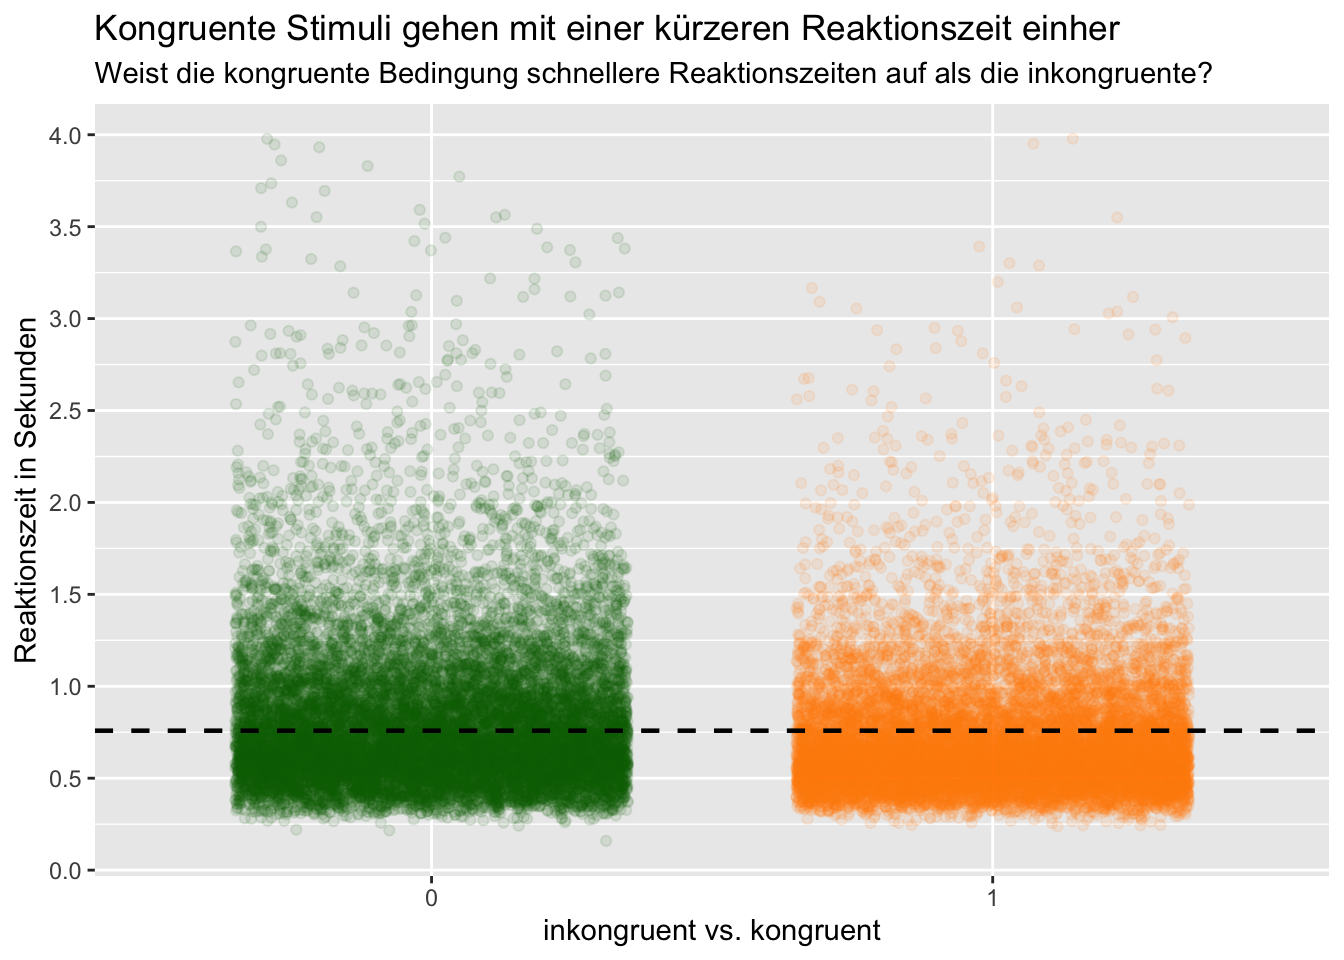 Kongruente Stimuli gehen mit einer kürzeren Reaktionszeit einher
Weist die kongruente Bedingung schnellere Reaktionszeiten auf als die inkongruente?
Reaktionszeit in Sekunden
4.0
3.5
3.0
2.5
2.0
1.5
1.0
0.5
0.0
0
1
inkongruent vs. kongruent